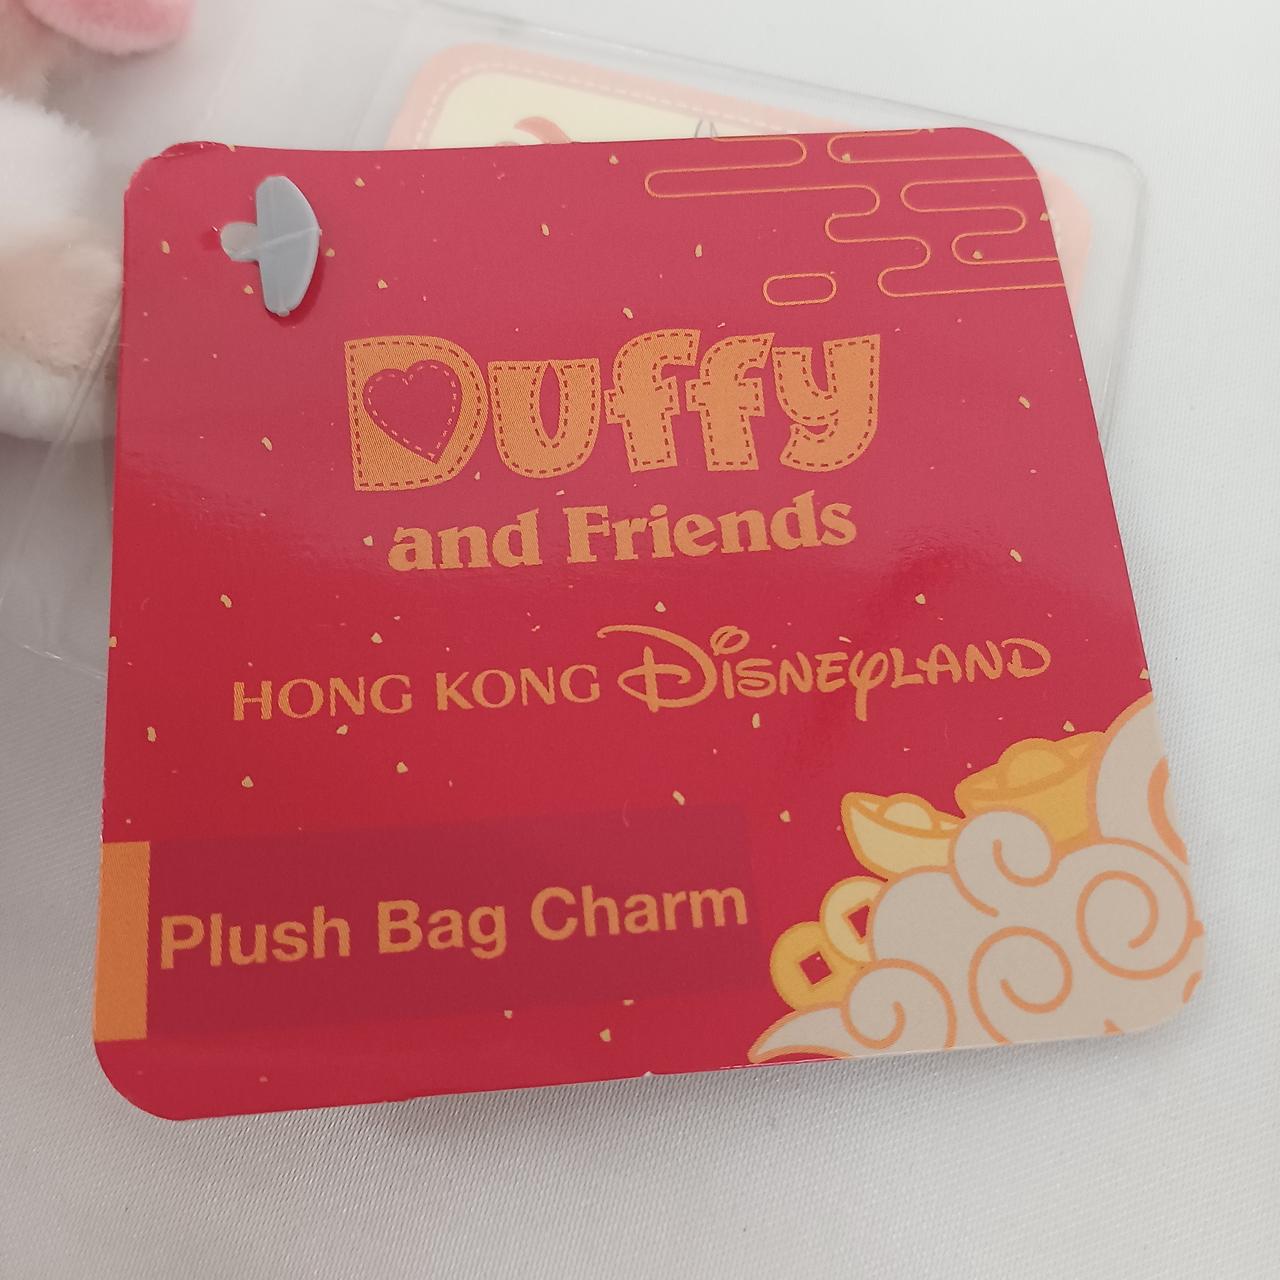 Duffy
and Friends
HONG KONG DISNEYLAND
Plush Bag Charm